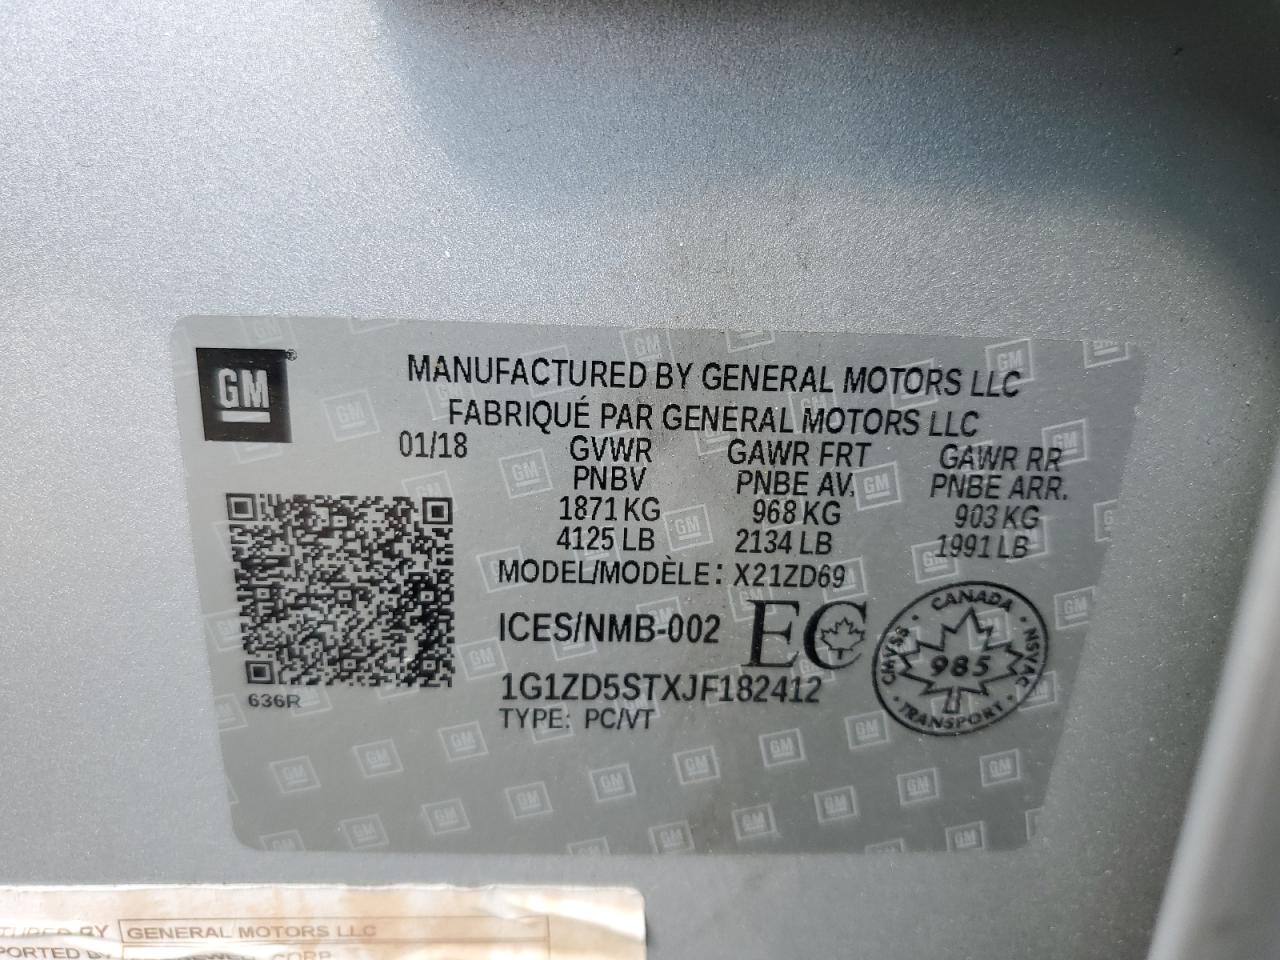 GM®
MANUFACTURED BY GENERAL MOTORS LLC
FABRIQUÉ PAR GENERAL MOTORS LLC
01/18 GVWR GAWR FRT GAWR RR
PNBV PNBE AV. PNBE ARR.
1871 KG 968 KG 903 KG
4125 LB 2134 LB 1991 LB
MODEL/MODÈLE: X21ZD69
ICES/NMB-002 EC
1G1ZD5STXJF182412
TYPE: PC/VT
636R
CANADA
CMVSS 985 NSVAC
TRANSPORT
BY GENERAL MOTORS LLC
CORP